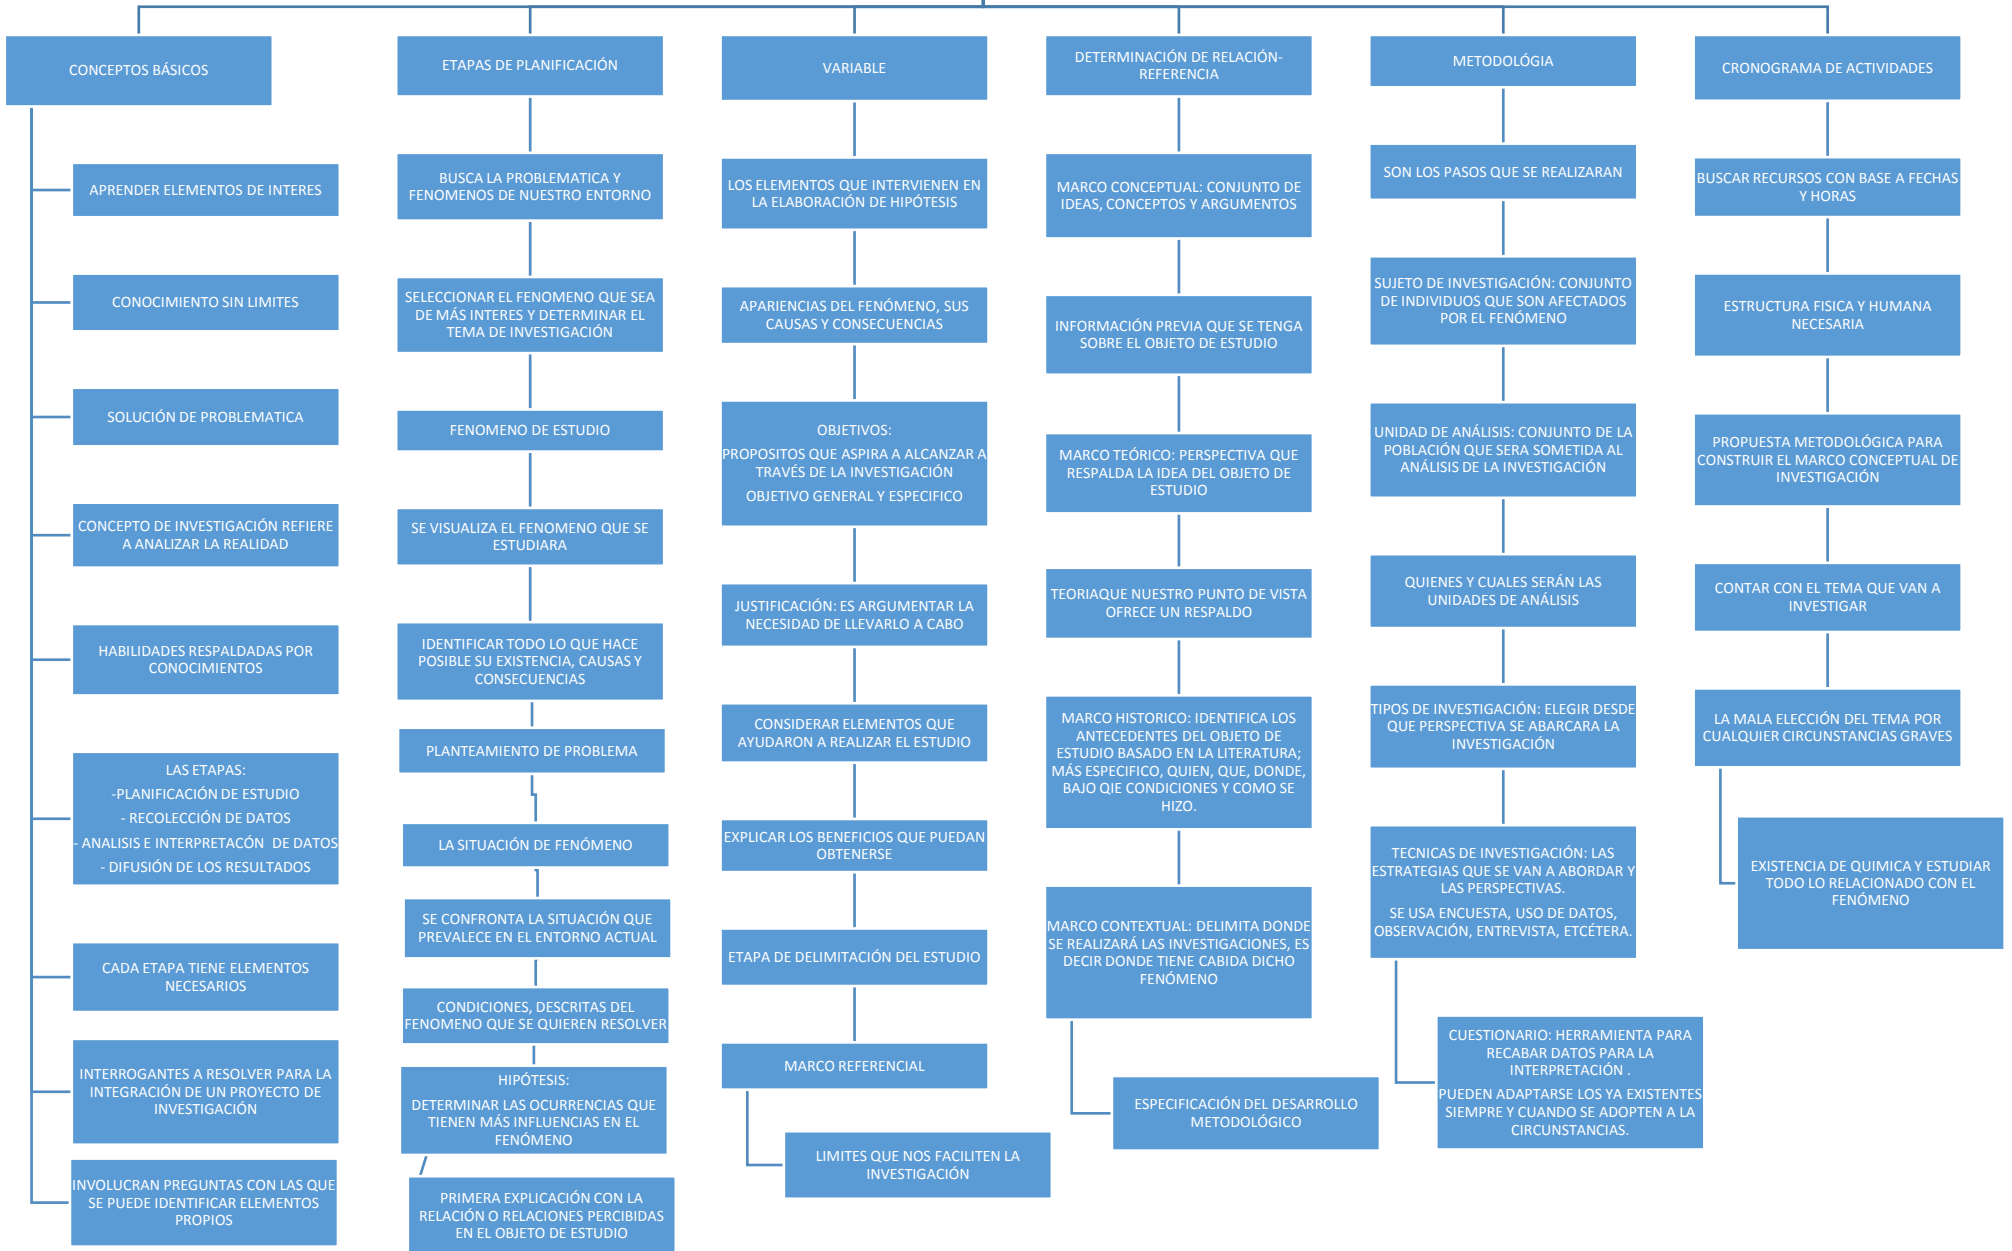 CONCEPTOS BÁSICOS
APRENDER ELEMENTOS DE INTERES
CONOCIMIENTO SIN LIMITES
SOLUCIÓN DE PROBLEMATICA
CONCEPTO DE INVESTIGACIÓN REFIERE
A ANALIZAR LA REALIDAD
HABILIDADES RESPALDADAS POR
CONOCIMIENTOS
LAS ETAPAS:
-PLANIFICACIÓN DE ESTUDIO
- RECOLECCIÓN DE DATOS
- ANALISIS E INTERPRETACÓN  DE DATOS
- DIFUSIÓN DE LOS RESULTADOS
CADA ETAPA TIENE ELEMENTOS
NECESARIOS
INTERROGANTES A RESOLVER PARA LA
INTEGRACIÓN DE UN PROYECTO DE
INVESTIGACIÓN
INVOLUCRAN PREGUNTAS CON LAS QUE
SE PUEDE IDENTIFICAR ELEMENTOS
PROPIOS
ETAPAS DE PLANIFICACIÓN
BUSCA LA PROBLEMATICA Y
FENOMENOS DE NUESTRO ENTORNO
SELECCIONAR EL FENOMENO QUE SEA
DE MÁS INTERES Y DETERMINAR EL
TEMA DE INVESTIGACIÓN
FENOMENO DE ESTUDIO
SE VISUALIZA EL FENOMENO QUE SE
ESTUDIARA
IDENTIFICAR TODO LO QUE HACE
POSIBLE SU EXISTENCIA, CAUSAS Y
CONSECUENCIAS
PLANTEAMIENTO DE PROBLEMA
LA SITUACIÓN DE FENÓMENO
SE CONFRONTA LA SITUACIÓN QUE
PREVALECE EN EL ENTORNO ACTUAL
CONDICIONES, DESCRITAS DEL
FENOMENO QUE SE QUIEREN RESOLVER
HIPÓTESIS:
DETERMINAR LAS OCURRENCIAS QUE
TIENEN MÁS INFLUENCIAS EN EL
FENÓMENO
PRIMERA EXPLICACIÓN CON LA
RELACIÓN O RELACIONES PERCIBIDAS
EN EL OBJETO DE ESTUDIO
VARIABLE
LOS ELEMENTOS QUE INTERVIENEN EN
LA ELABORACIÓN DE HIPÓTESIS
APARIENCIAS DEL FENÓMENO, SUS
CAUSAS Y CONSECUENCIAS
OBJETIVOS:
PROPOSITOS QUE ASPIRA A ALCANZAR A
TRAVÉS DE LA INVESTIGACIÓN
OBJETIVO GENERAL Y ESPECIFICO
JUSTIFICACIÓN: ES ARGUMENTAR LA
NECESIDAD DE LLEVARLO A CABO
CONSIDERAR ELEMENTOS QUE
AYUDARON A REALIZAR EL ESTUDIO
EXPLICAR LOS BENEFICIOS QUE PUEDAN
OBTENERSE
ETAPA DE DELIMITACIÓN DEL ESTUDIO
MARCO REFERENCIAL
LIMITES QUE NOS FACILITEN LA
INVESTIGACIÓN
DETERMINACIÓN DE RELACIÓN-
REFERENCIA
MARCO CONCEPTUAL: CONJUNTO DE
IDEAS, CONCEPTOS Y ARGUMENTOS
INFORMACIÓN PREVIA QUE SE TENGA
SOBRE EL OBJETO DE ESTUDIO
MARCO TEÓRICO: PERSPECTIVA QUE
RESPALDA LA IDEA DEL OBJETO DE
ESTUDIO
TEORIAQUE NUESTRO PUNTO DE VISTA
OFRECE UN RESPALDO
MARCO HISTORICO: IDENTIFICA LOS
ANTECEDENTES DEL OBJETO DE
ESTUDIO BASADO EN LA LITERATURA;
MÁS ESPECIFICO, QUIEN, QUE, DONDE,
BAJO QIE CONDICIONES Y COMO SE
HIZO.
MARCO CONTEXTUAL: DELIMITA DONDE
SE REALIZARÁ LAS INVESTIGACIONES, ES
DECIR DONDE TIENE CABIDA DICHO
FENÓMENO
ESPECIFICACIÓN DEL DESARROLLO
METODOLÓGICO
METODOLÓGIA
SON LOS PASOS QUE SE REALIZARAN
SUJETO DE INVESTIGACIÓN: CONJUNTO
DE INDIVIDUOS QUE SON AFECTADOS
POR EL FENÓMENO
UNIDAD DE ANÁLISIS: CONJUNTO DE LA
POBLACIÓN QUE SERA SOMETIDA AL
ANÁLISIS DE LA INVESTIGACIÓN
QUIENES Y CUALES SERÁN LAS
UNIDADES DE ANÁLISIS
TIPOS DE INVESTIGACIÓN: ELEGIR DESDE
QUE PERSPECTIVA SE ABARCARA LA
INVESTIGACIÓN
TECNICAS DE INVESTIGACIÓN: LAS
ESTRATEGIAS QUE SE VAN A ABORDAR Y
LAS PERSPECTIVAS.
SE USA ENCUESTA, USO DE DATOS,
OBSERVACIÓN, ENTREVISTA, ETCÉTERA.
CUESTIONARIO: HERRAMIENTA PARA
RECABAR DATOS PARA LA
INTERPRETACIÓN .
PUEDEN ADAPTARSE LOS YA EXISTENTES
SIEMPRE Y CUANDO SE ADOPTEN A LA
CIRCUNSTANCIAS.
CRONOGRAMA DE ACTIVIDADES
BUSCAR RECURSOS CON BASE A FECHAS
Y HORAS
ESTRUCTURA FISICA Y HUMANA
NECESARIA
PROPUESTA METODOLÓGICA PARA
CONSTRUIR EL MARCO CONCEPTUAL DE
INVESTIGACIÓN
CONTAR CON EL TEMA QUE VAN A
INVESTIGAR
LA MALA ELECCIÓN DEL TEMA POR
CUALQUIER CIRCUNSTANCIAS GRAVES
EXISTENCIA DE QUIMICA Y ESTUDIAR
TODO LO RELACIONADO CON EL
FENÓMENO